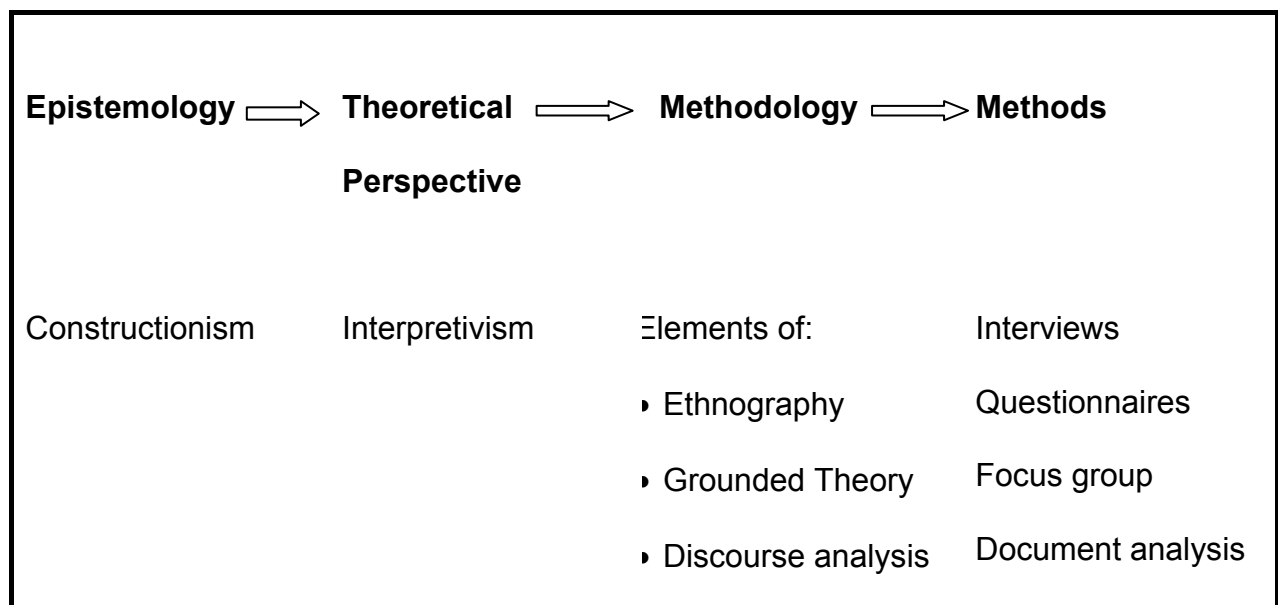 Epistemology Theoretical Methodology Methods
Perspective
Constructionism Interpretivism Elements of: Interviews
• Ethnography Questionnaires
• Grounded Theory Focus group
• Discourse analysis Document analysis